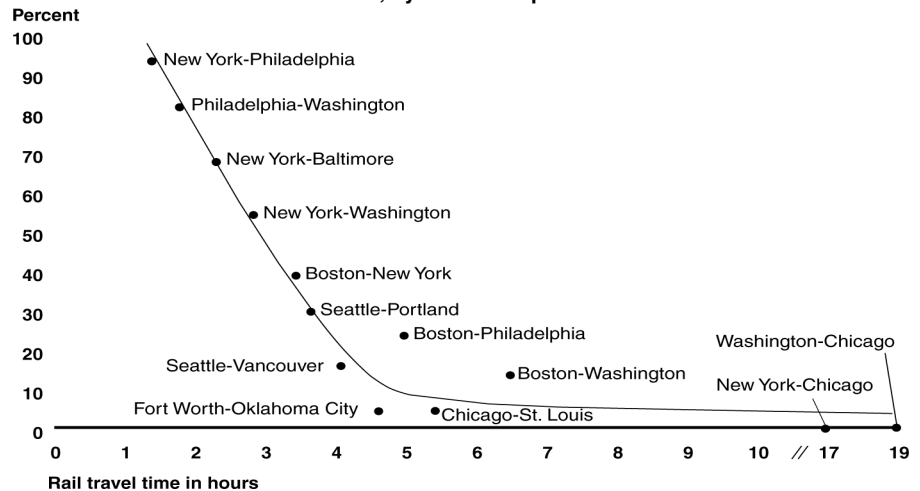 Percent
100
New York-Philadelphia
90
Philadelphia-Washington
80
70
New York-Baltimore
60
New York-Washington
50
40
Boston-New York
30
Seattle-Portland
Boston-Philadelphia
20
Washington-Chicago
Seattle-Vancouver
Boston-Washington
10
New York-Chicago
Fort Worth-Oklahoma City
Chicago-St. Louis
0
0 1 2 3 4 5 6 7 8 9 10 // 17 19
Rail travel time in hours